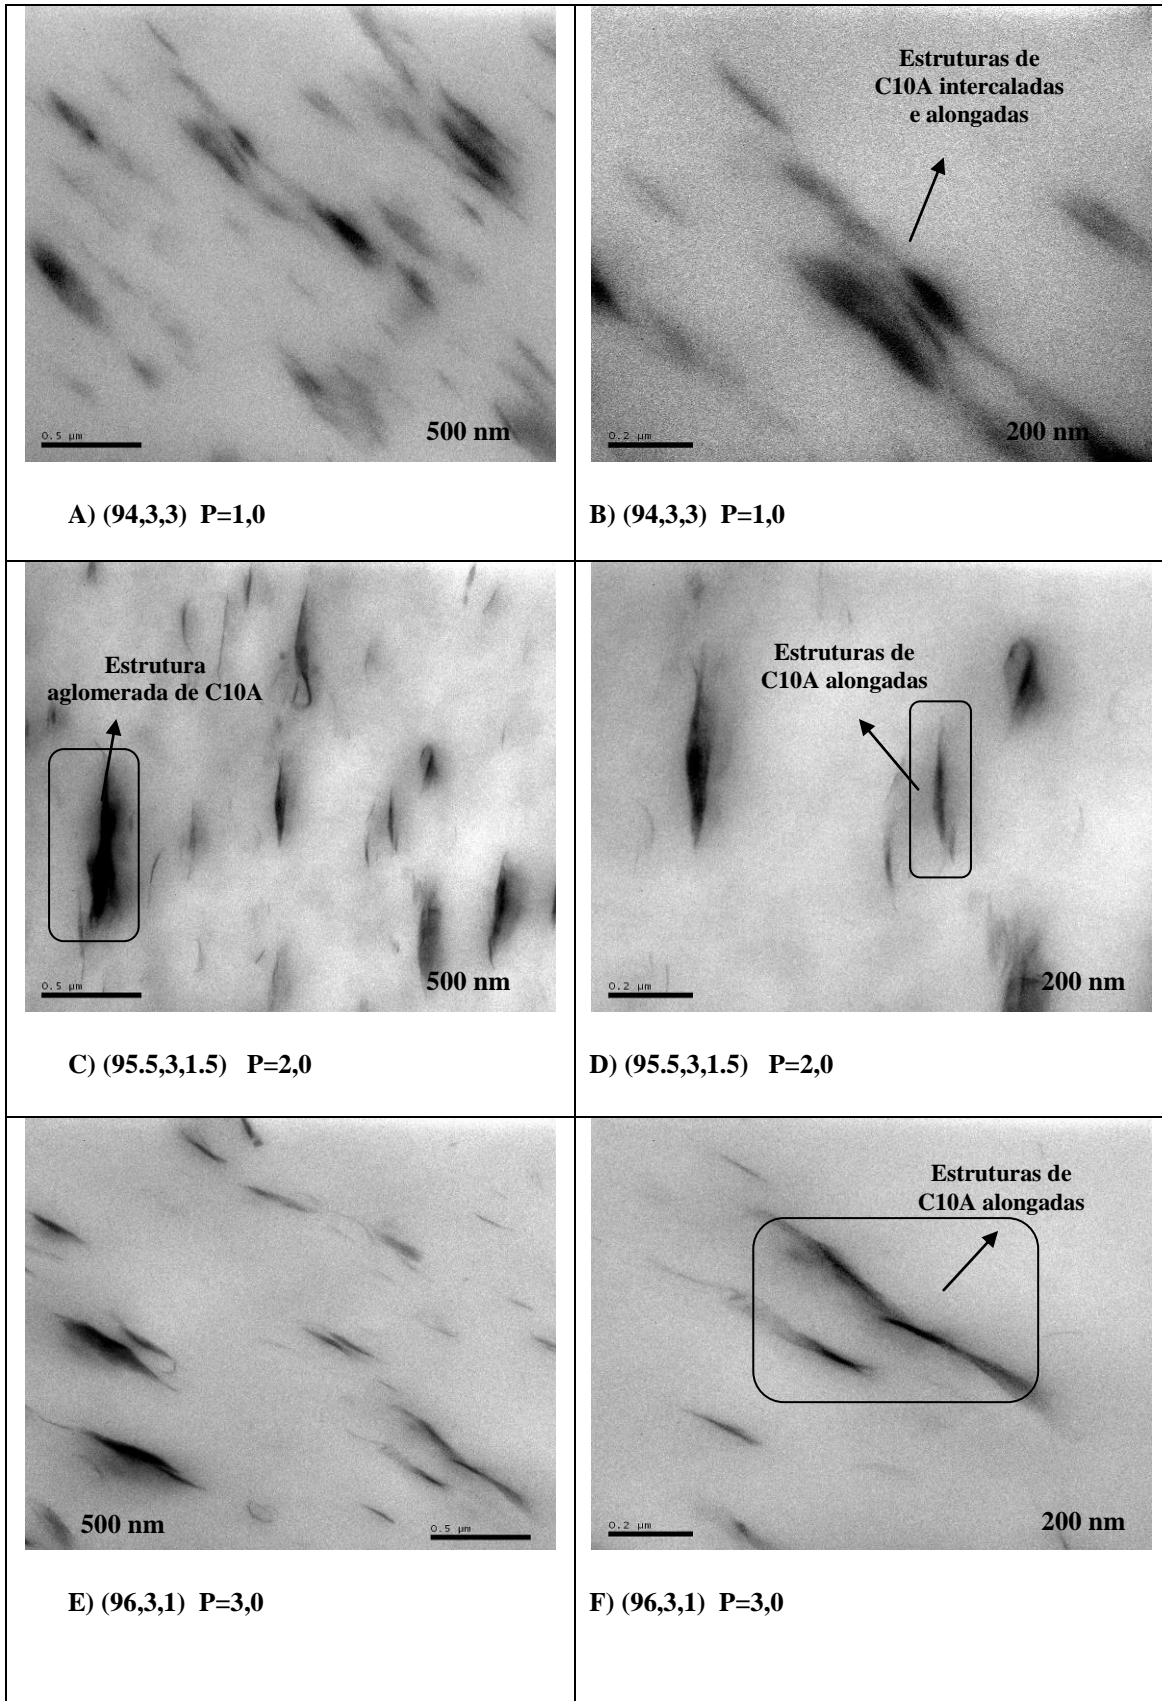 Estruturas de
C10A intercaladas
e alongadas
0.5 µm
500 nm
0.2 µm
200 nm
A) (94,3,3) P=1,0
B) (94,3,3) P=1,0
Estrutura
aglomerada de C10A
0.5 µm
500 nm
Estruturas de
C10A alongadas
0.2 µm
200 nm
C) (95.5,3,1.5) P=2,0
D) (95.5,3,1.5) P=2,0
500 nm
0.5 µm
Estruturas de
C10A alongadas
0.2 µm
200 nm
E) (96,3,1) P=3,0
F) (96,3,1) P=3,0